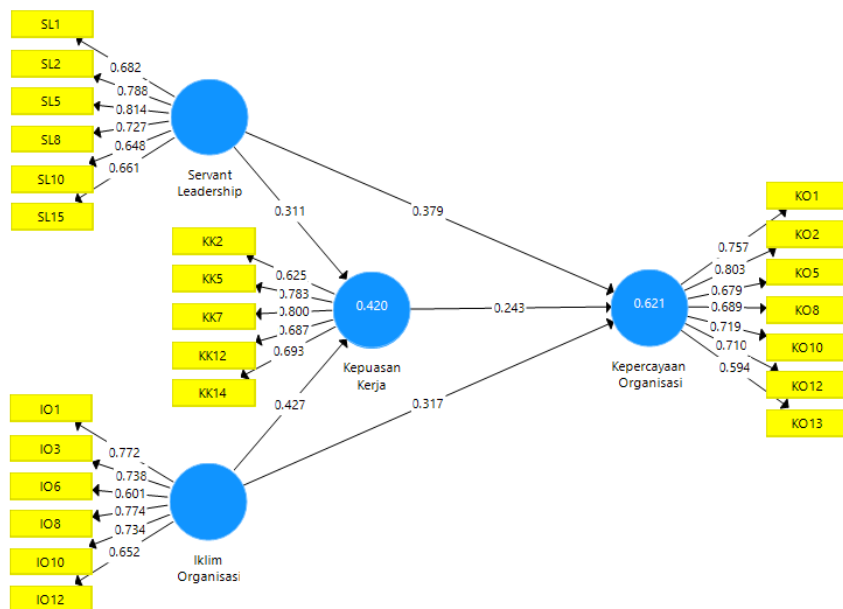 SL1
SL2
SL5
SL8
SL10
SL15
0.682
0.788
0.814
0.727
0.648
0.661
Servant
Leadership
0.311
0.379
KK2
KK5
KK7
KK12
KK14
0.625
0.783
0.800
0.687
0.693
0.420
Kepuasan
Kerja
0.243
0.427
0.317
0.621
Kepercayaan
Organisasi
KO1
KO2
KO5
KO8
KO10
KO12
KO13
0.757
0.803
0.679
0.689
0.719
0.710
0.594
IO1
IO3
IO6
IO8
IO10
IO12
0.772
0.738
0.601
0.774
0.734
0.652
Iklim
Organisasi